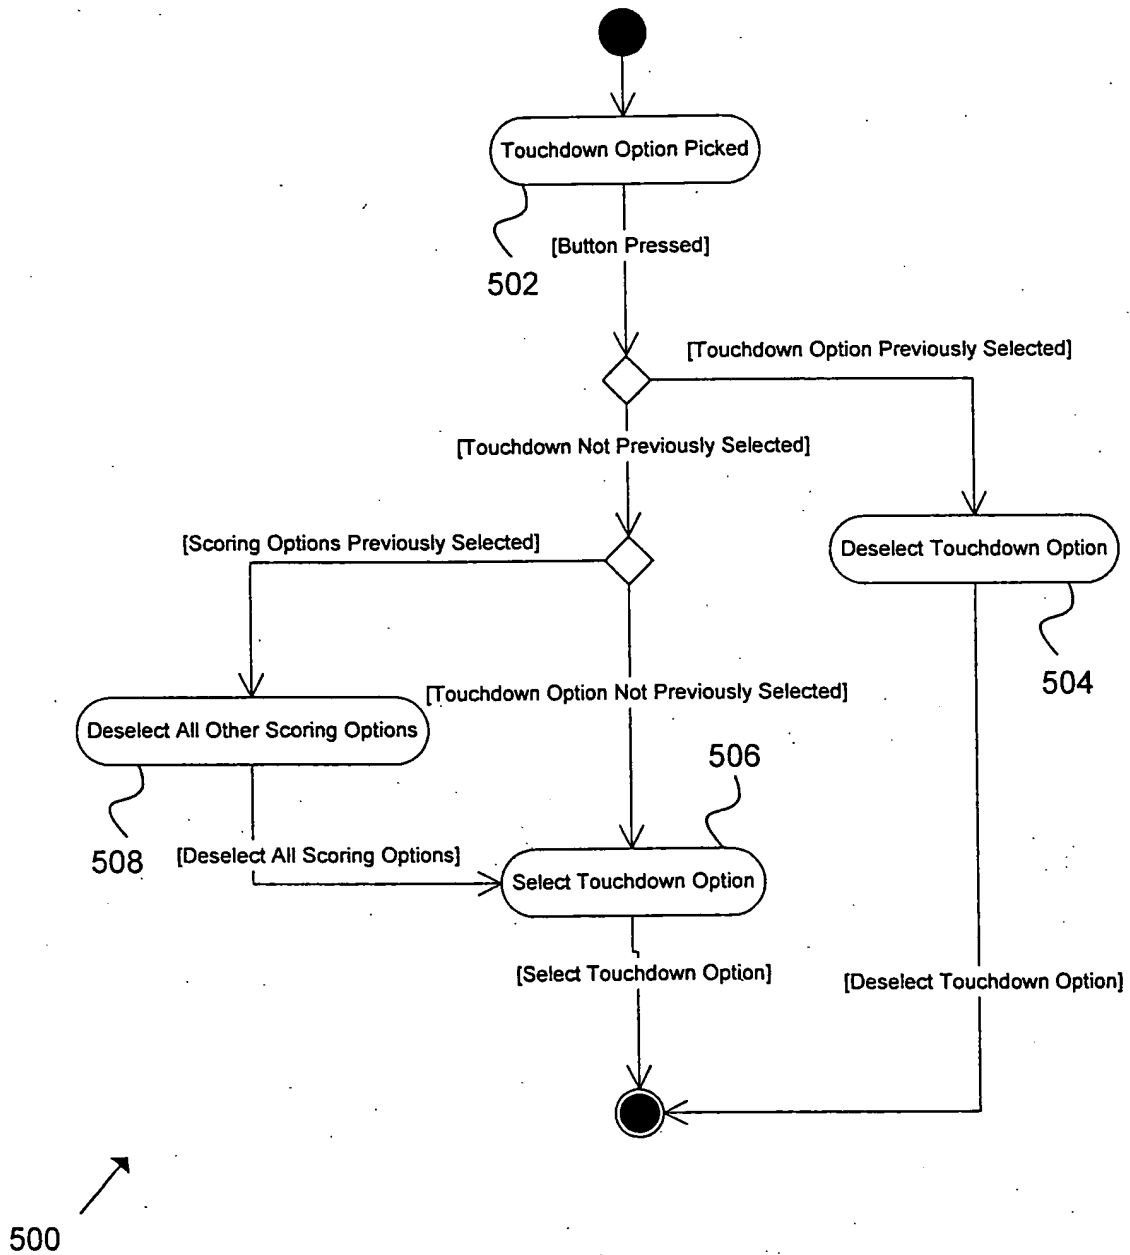 Touchdown Option Picked
[Button Pressed]
502
[Touchdown Option Previously Selected]
[Touchdown Not Previously Selected]
[Scoring Options Previously Selected]
Deselect Touchdown Option
504
[Touchdown Option Not Previously Selected]
Deselect All Other Scoring Options
506
508
[Deselect All Scoring Options]
Select Touchdown Option
[Select Touchdown Option]
[Deselect Touchdown Option]
500